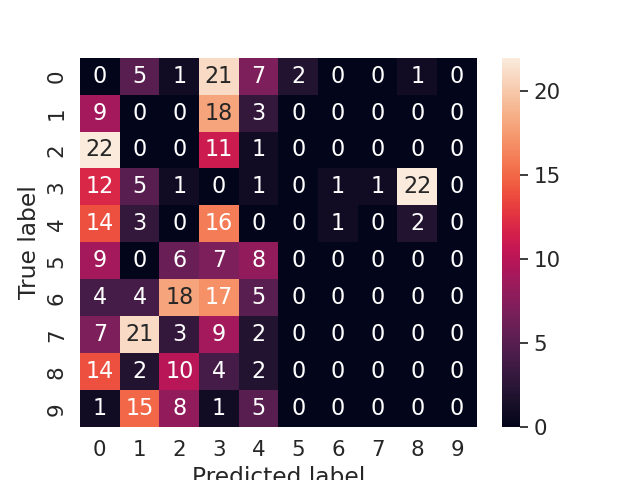 0 0 5 1 21 7 2 0 0 1 0
1 9 0 0 18 3 0 0 0 0 0
2 22 0 0 11 1 0 0 0 0 0
3 12 5 1 0 1 0 1 1 22 0
4 14 3 0 16 0 0 1 0 2 0
5 9 0 6 7 8 0 0 0 0 0
6 4 4 18 17 5 0 0 0 0 0
7 7 21 3 9 2 0 0 0 0 0
8 14 2 10 4 2 0 0 0 0 0
9 1 15 8 1 5 0 0 0 0 0
0 1 2 3 4 5 6 7 8 9
Predicted label
True label
20
15
10
5
0